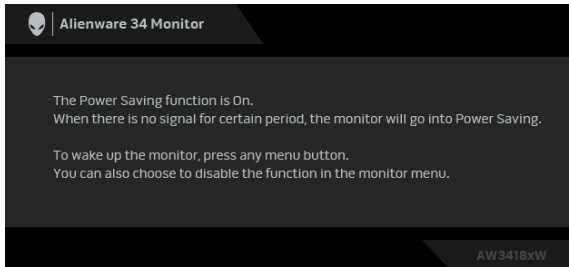 Alienware 34 Monitor
The Power Saving function is On.
When there is no signal for certain period, the monitor will go into Power Saving.
To wake up the monitor, press any menu button.
You can also choose to disable the function in the monitor menu.
AW3418xW